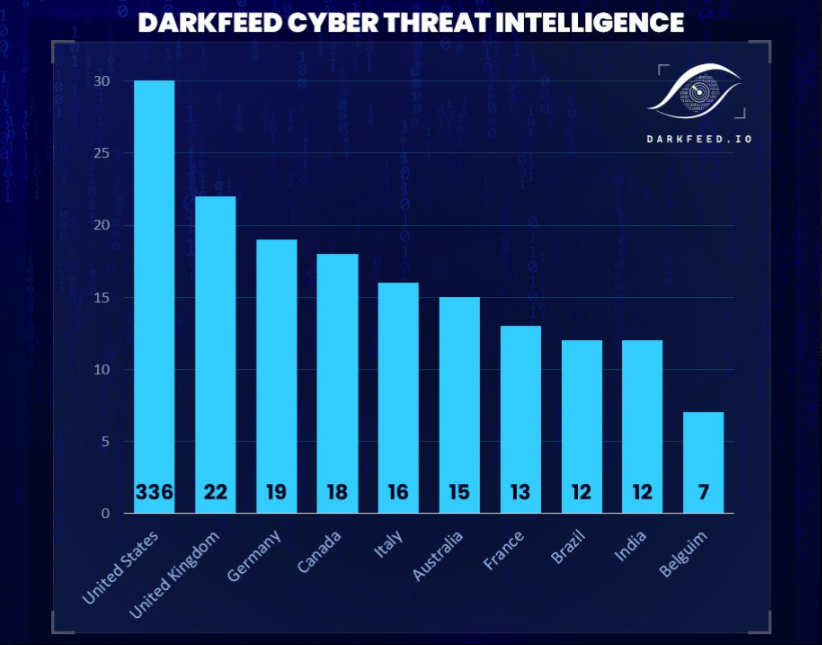 DARKFEED CYBER THREAT INTELLIGENCE
DARKFEED.IO
30
25
20
15
10
5
0
336 22 19 18 16 15 13 12 12 7
United States
United Kingdom
Germany
Canada
Italy
Australia
France
Brazil
India
Belguim